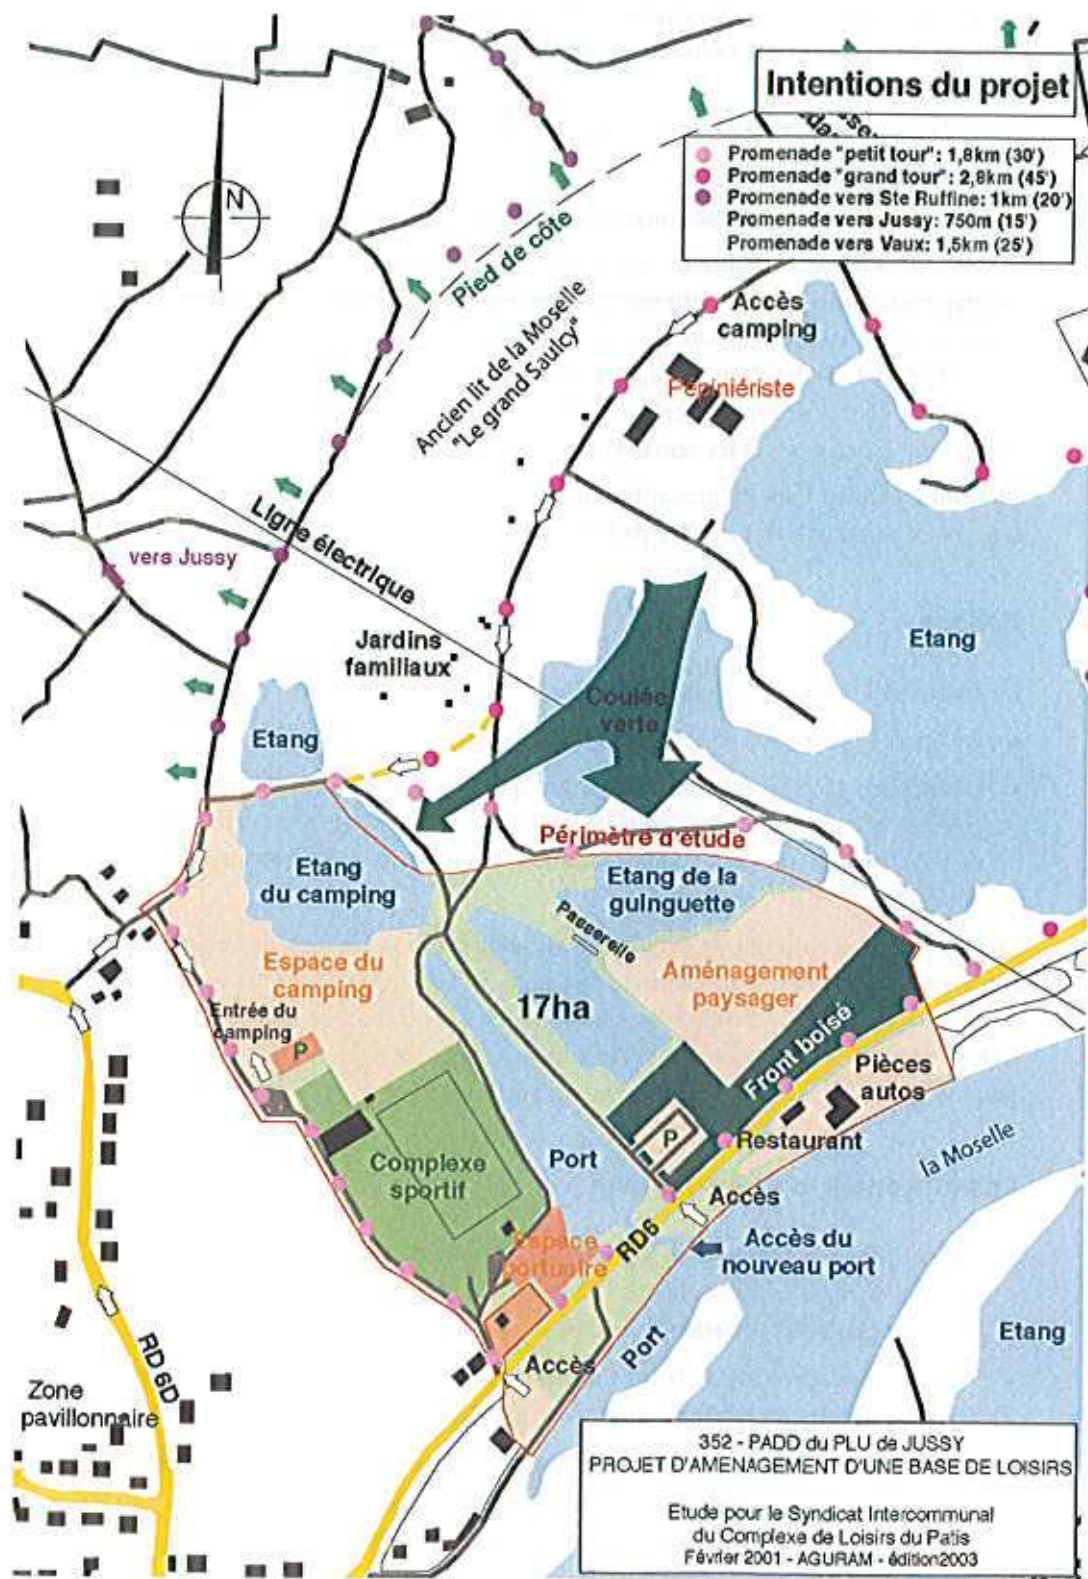 Intentions du projet
Promenade "petit tour": 1,8km (30')
Promenade "grand tour": 2,8km (45')
Promenade vers Ste Ruffine: 1km (20')
Promenade vers Jussy: 750m (15')
Promenade vers Vaux: 1,5km (25')
N
Pied de côte
Ancien lit de la Moselle
"Le grand Saulcy"
Accès
camping
Pépiniériste
Ligne électrique
vers Jussy
Jardins
familiaux
Etang
Etang
Coulée
verte
Périmètre d'étude
Etang
du camping
Etang de la
guinguette
Passerelle
Espace du
camping
Aménagement
paysager
17ha
Entrée du
camping
P
Front boisé
Pièces
autos
P
Restaurant
la Moselle
Complexe
sportif
Port
Accès
Espace
portuaire
RD6
Accès du
nouveau port
Port
Etang
Accès
RD 6D
Zone
pavillonnaire
352 - PADD du PLU de JUSSY
PROJET D'AMENAGEMENT D'UNE BASE DE LOISIRS
Etude pour le Syndicat Intercommunal
du Complexe de Loisirs du Patis
Février 2001 - AGURAM - édition2003